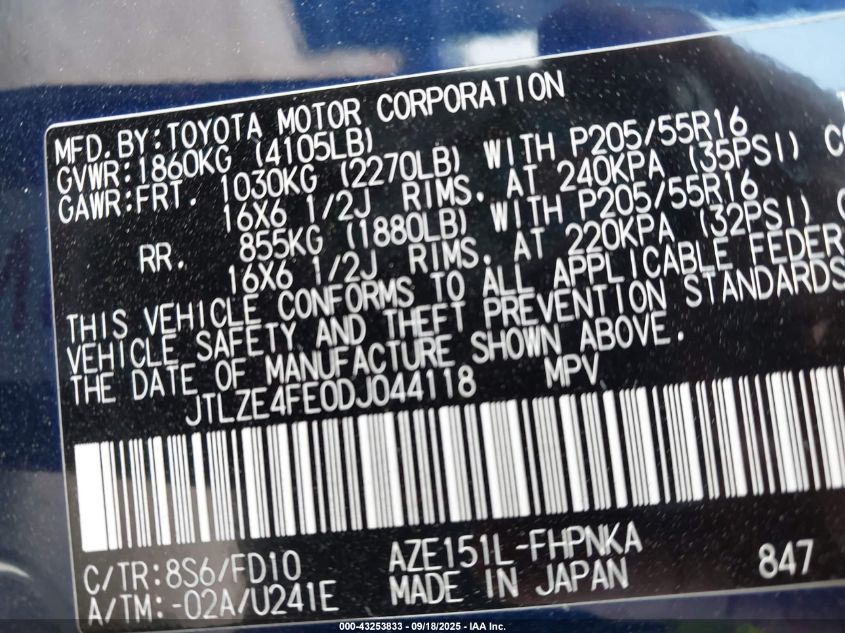 MFD. BY: TOYOTA MOTOR CORPORATION
GVWR: 1860KG (4105LB)
GAWR: FRT. 1030KG (2270LB) WITH P205/55R16
16X6 1/2J RIMS. AT 240KPA (35PSI)
RR. 855KG (1880LB) WITH P205/55R16
16X6 1/2J RIMS. AT 220KPA (32PSI)
THIS VEHICLE CONFORMS TO ALL APPLICABLE FEDER
VEHICLE SAFETY AND THEFT PREVENTION STANDARDS
THE DATE OF MANUFACTURE SHOWN ABOVE.
JTLZE4FE0DJ044118 MPV
C/TR: 8S6/FD10 AZE151L-FHPNKA 847
A/TM: -02A/U241E MADE IN JAPAN
000-43253833 - 09/18/2025 - IAA Inc.